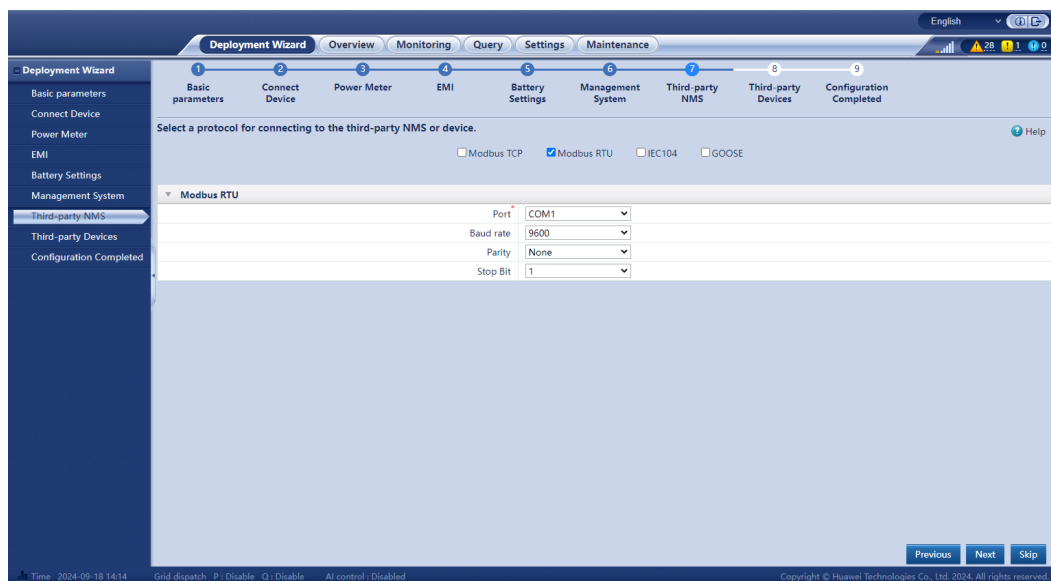 English
Deployment Wizard Overview Monitoring Query Settings Maintenance
28 1 0
Deployment Wizard
Basic parameters
Connect Device
Power Meter
EMI
Battery Settings
Management System
Third-party NMS
Third-party Devices
Configuration Completed
1 2 3 4 5 6 7 8 9
Basic parameters Connect Device Power Meter EMI Battery Settings Management System Third-party NMS Third-party Devices Configuration Completed
Select a protocol for connecting to the third-party NMS or device.
Help
Modbus TCP Modbus RTU IEC104 GOOSE
Modbus RTU
Port * COM1
Baud rate 9600
Parity None
Stop Bit 1
Previous Next Skip
Time 2024-09-18 14:14 Grid dispatch P : Disable Q : Disable AI control : Disabled Copyright © Huawei Technologies Co., Ltd. 2024. All rights reserved.